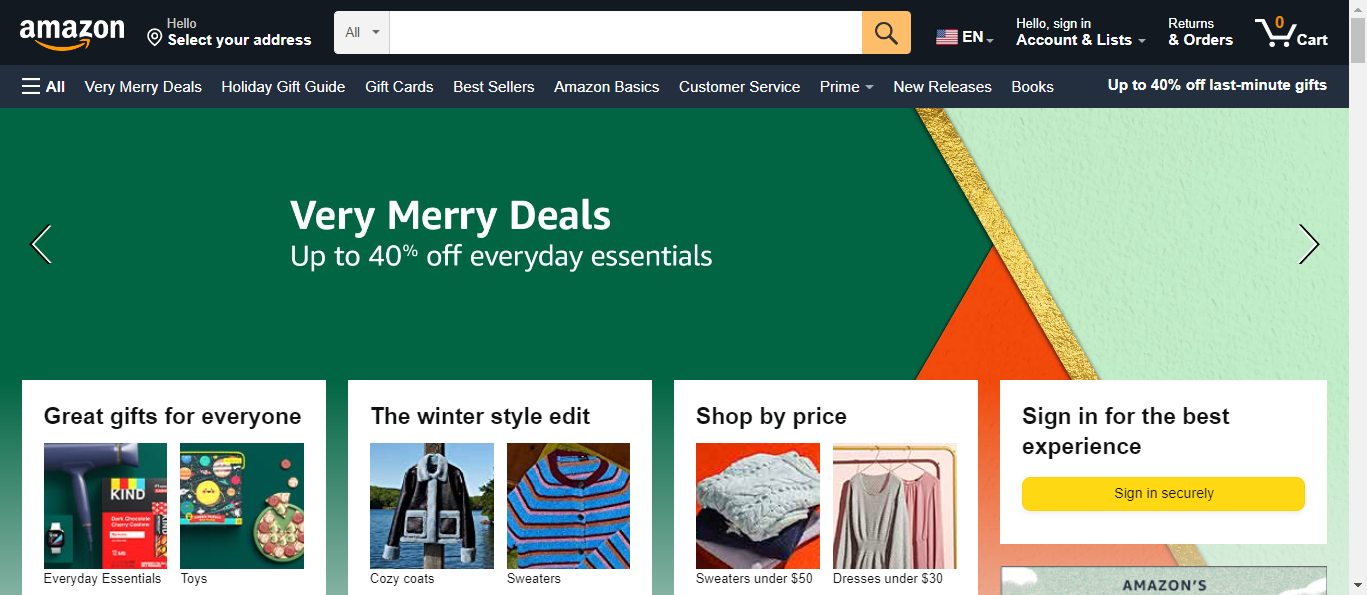 amazon
Hello
Select your address
All
EN
Hello, sign in
Account & Lists
Returns
& Orders
0
Cart
All
Very Merry Deals
Holiday Gift Guide
Gift Cards
Best Sellers
Amazon Basics
Customer Service
Prime
New Releases
Books
Up to 40% off last-minute gifts
Very Merry Deals
Up to 40% off everyday essentials
Great gifts for everyone
KIND
Dark Chocolate
Cherry Cashew
Everyday Essentials
Toys
The winter style edit
Cozy coats
Sweaters
Shop by price
Sweaters under $50
Dresses under $30
Sign in for the best
experience
Sign in securely
AMAZON'S